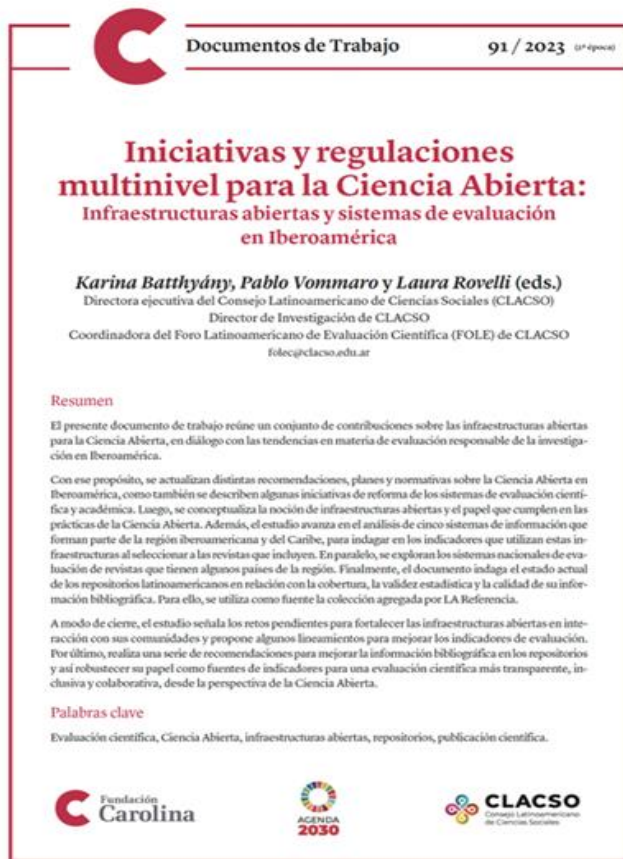 Documentos de Trabajo
91 / 2023 (2ª época)
Iniciativas y regulaciones
multinivel para la Ciencia Abierta:
Infraestructuras abiertas y sistemas de evaluación
en Iberoamérica
Karina Batthyány, Pablo Vommaro y Laura Rovelli (eds.)
Directora ejecutiva del Consejo Latinoamericano de Ciencias Sociales (CLACSO)
Director de Investigación de CLACSO
Coordinadora del Foro Latinoamericano de Evaluación Científica (FOLE) de CLACSO
folec@clacso.edu.ar
Resumen
El presente documento de trabajo reúne un conjunto de contribuciones sobre las infraestructuras abiertas
para la Ciencia Abierta, en diálogo con las tendencias en materia de evaluación responsable de la investiga-
ción en Iberoamérica.
Con ese propósito, se actualizan distintas recomendaciones, planes y normativas sobre la Ciencia Abierta en
Iberoamérica, como también se describen algunas iniciativas de reforma de los sistemas de evaluación cientí-
fica y académica. Luego, se conceptualiza la noción de infraestructuras abiertas y el papel que cumplen en las
prácticas de la Ciencia Abierta. Además, el estudio avanza en el análisis de cinco sistemas de información que
forman parte de la región iberoamericana y del Caribe, para indagar en los indicadores que utilizan estas in-
fraestructuras al seleccionar a las revistas que incluyen. En paralelo, se exploran los sistemas nacionales de eva-
luación de revistas que tienen algunos países de la región. Finalmente, el documento indaga el estado actual
de los repositorios latinoamericanos en relación con la cobertura, la validez estadística y la calidad de su infor-
mación bibliográfica. Para ello, se utiliza como fuente la colección agregada por LA Referencia.
A modo de cierre, el estudio señala los retos pendientes para fortalecer las infraestructuras abiertas en inte-
racción con sus comunidades y propone algunos lineamientos para mejorar los indicadores de evaluación.
Por último, realiza una serie de recomendaciones para mejorar la información bibliográfica en los repositorios
y así robustecer su papel como fuentes de indicadores para una evaluación científica más transparente, in-
clusiva y colaborativa, desde la perspectiva de la Ciencia Abierta.
Palabras clave
Evaluación científica, Ciencia Abierta, infraestructuras abiertas, repositorios, publicación científica.
Fundación
Carolina
AGENDA
2030
CLACSO
Consejo Latinoamericano
de Ciencias Sociales